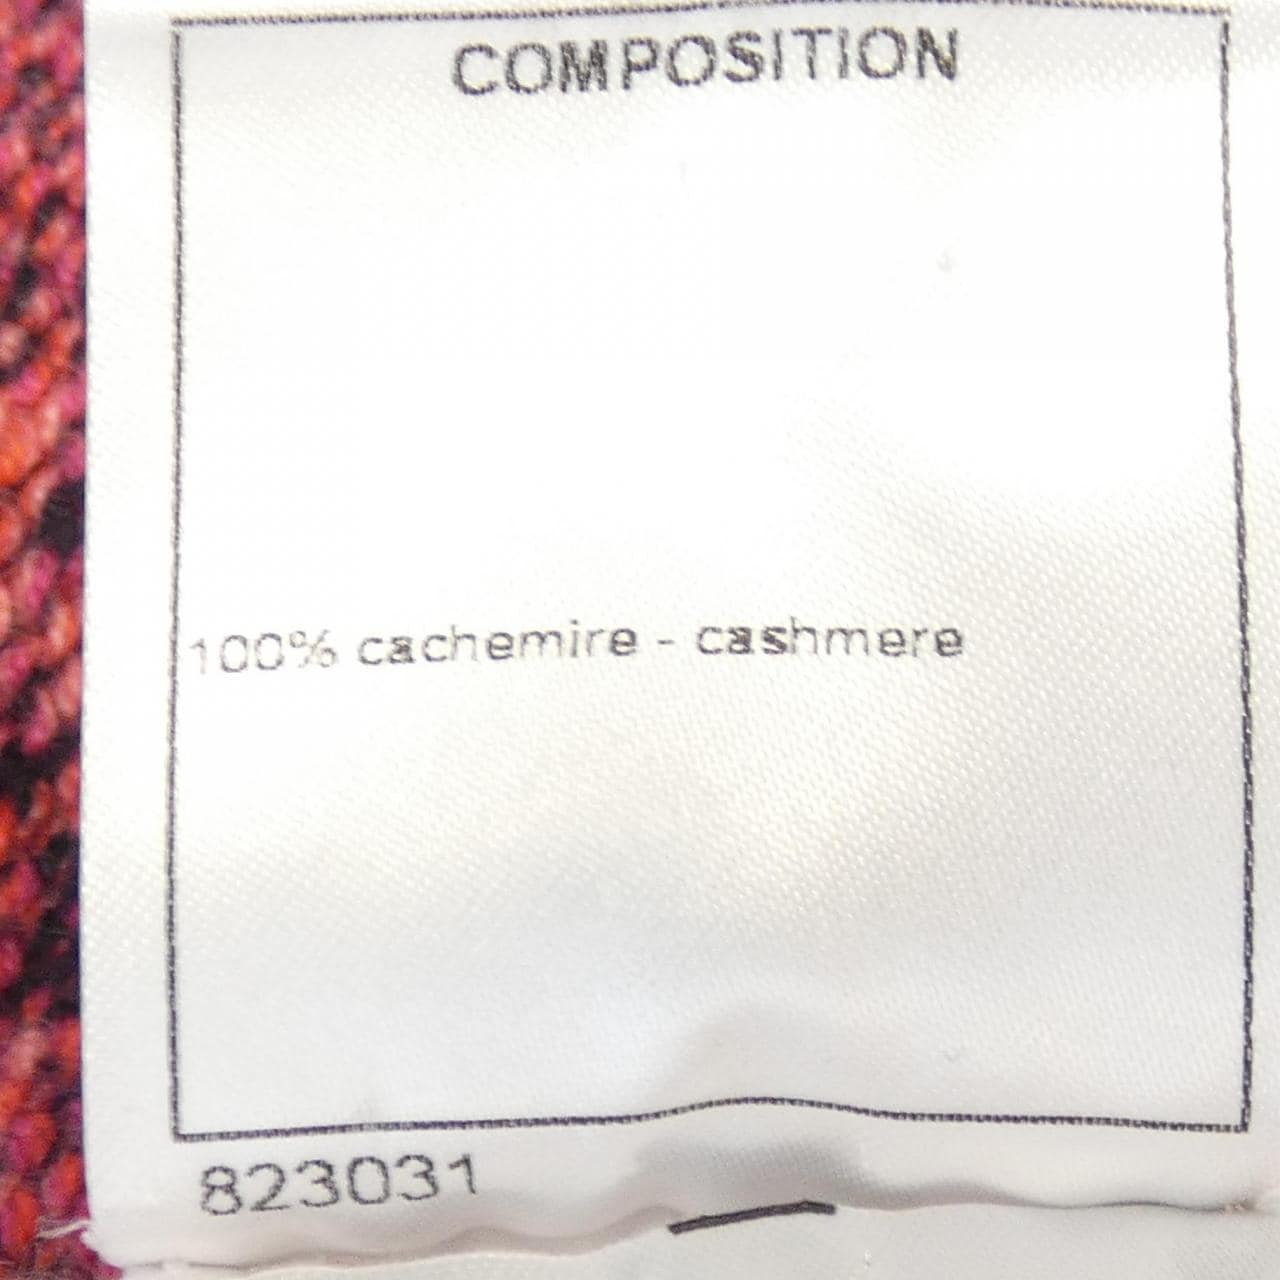 COMPOSITION
100% cachemire - cashmere
823031